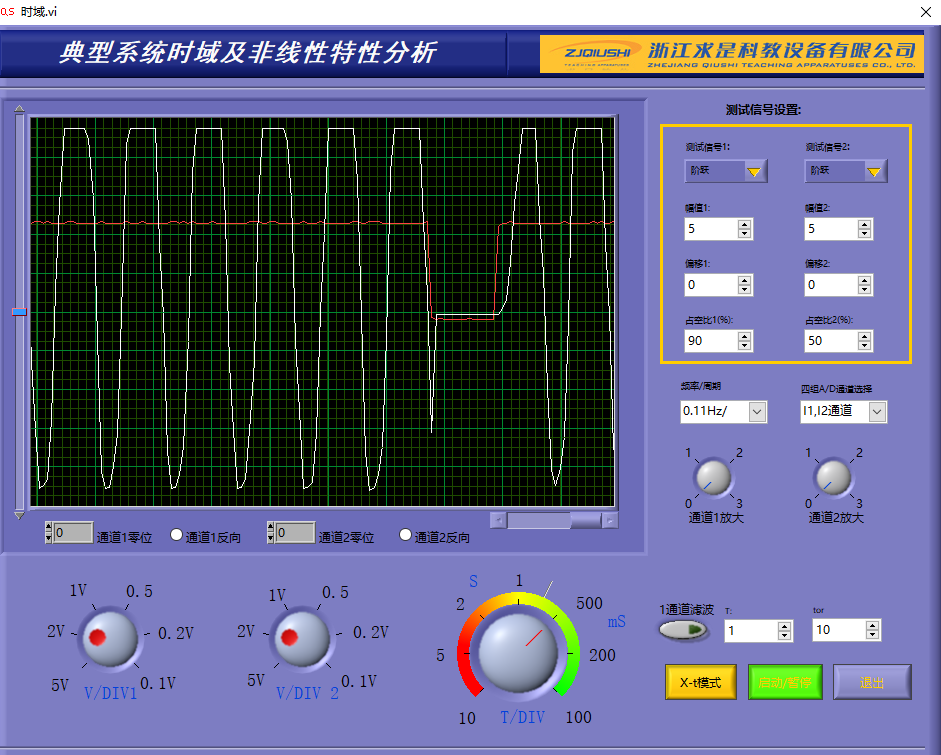 0.5 时域.vi
典型系统时域及非线性特性分析
ZJQIUSHI 浙江求是科教设备有限公司
ZHEJIANG QIUSHI TEACHING APPARATUSES CO., LTD.
测试信号设置:
测试信号1: 测试信号2:
阶跃 阶跃
幅值1: 幅值2:
5 5
偏移1: 偏移2:
0 0
占空比1(%): 占空比2(%):
90 50
频率/周期 四组A/D通道选择
0.11Hz/ I1,I2通道
1 2 1 2
0 3 0 3
通道1放大 通道2放大
0 通道1零位 通道1反向 0 通道2零位 通道2反向
1V 0.5 1V 0.5
2V 0.2V 2V 0.2V
5V 0.1V 5V 0.1V
V/DIV1 V/DIV 2
S 1
2 500
mS
5 200
10 100
T/DIV
1通道滤波 T: tor
1 10
X-t模式 启动/暂停 退出